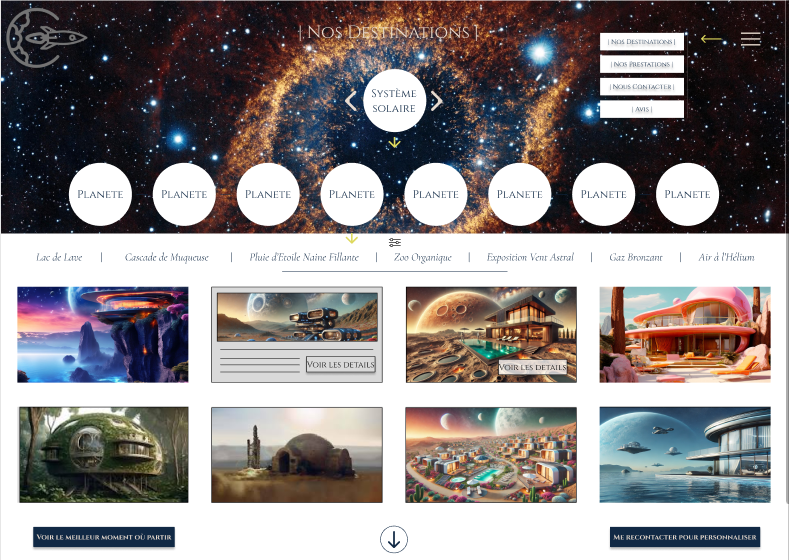 | Nos Destinations |
| Nos Destinations |
| Nos Prestations |
| Nous Contacter |
| Avis |
Système
solaire
Planete Planete Planete Planete Planete Planete Planete Planete
Lac de Lave | Cascade de Muqueuse | Pluie d'Etoile Naine Fillante | Zoo Organique | Exposition Vent Astral | Gaz Bronzant | Air à l'Hélium
Voir les details
Voir les details
Voir le meilleur moment où partir
Me recontacter pour personnaliser